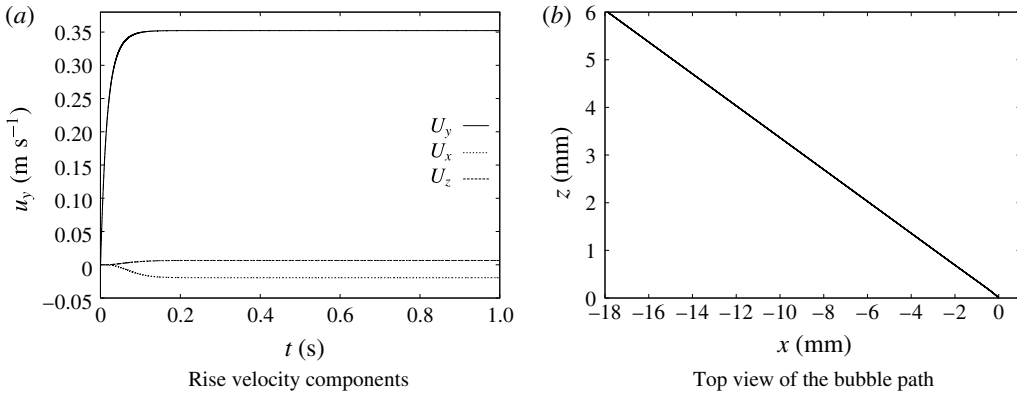 (a)
0.35
0.30
0.25
0.20
0.15
0.10
0.05
0
−0.05
u_y (m s⁻¹)
U_y
U_x
U_z
0 0.2 0.4 0.6 0.8 1.0
t (s)
Rise velocity components
(b)
6
5
4
3
2
1
0
z (mm)
−18 −16 −14 −12 −10 −8 −6 −4 −2 0
x (mm)
Top view of the bubble path